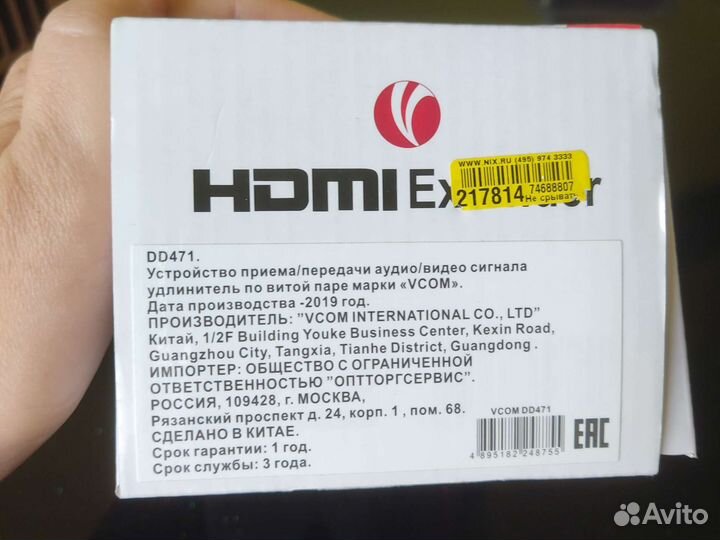 WWW.NIX.RU (495) 974 3333
217814 74688807
Не срывать
HDMI Ex der
DD471.
Устройство приема/передачи аудио/видео сигнала
удлинитель по витой паре марки «VCOM».
Дата производства -2019 год.
ПРОИЗВОДИТЕЛЬ: "VCOM INTERNATIONAL CO., LTD"
Китай, 1/2F Building Youke Business Center, Kexin Road,
Guangzhou City, Tangxia, Tianhe District, Guangdong .
ИМПОРТЕР: ОБЩЕСТВО С ОГРАНИЧЕННОЙ
ОТВЕТСТВЕННОСТЬЮ "ОПТТОРГСЕРВИС".
РОССИЯ, 109428, г. МОСКВА,
Рязанский проспект д. 24, корп. 1 , пом. 68.
СДЕЛАНО В КИТАЕ.
Срок гарантии: 1 год.
Срок службы: 3 года.
VCOM DD471
4 895182 248755
EAC
Avito